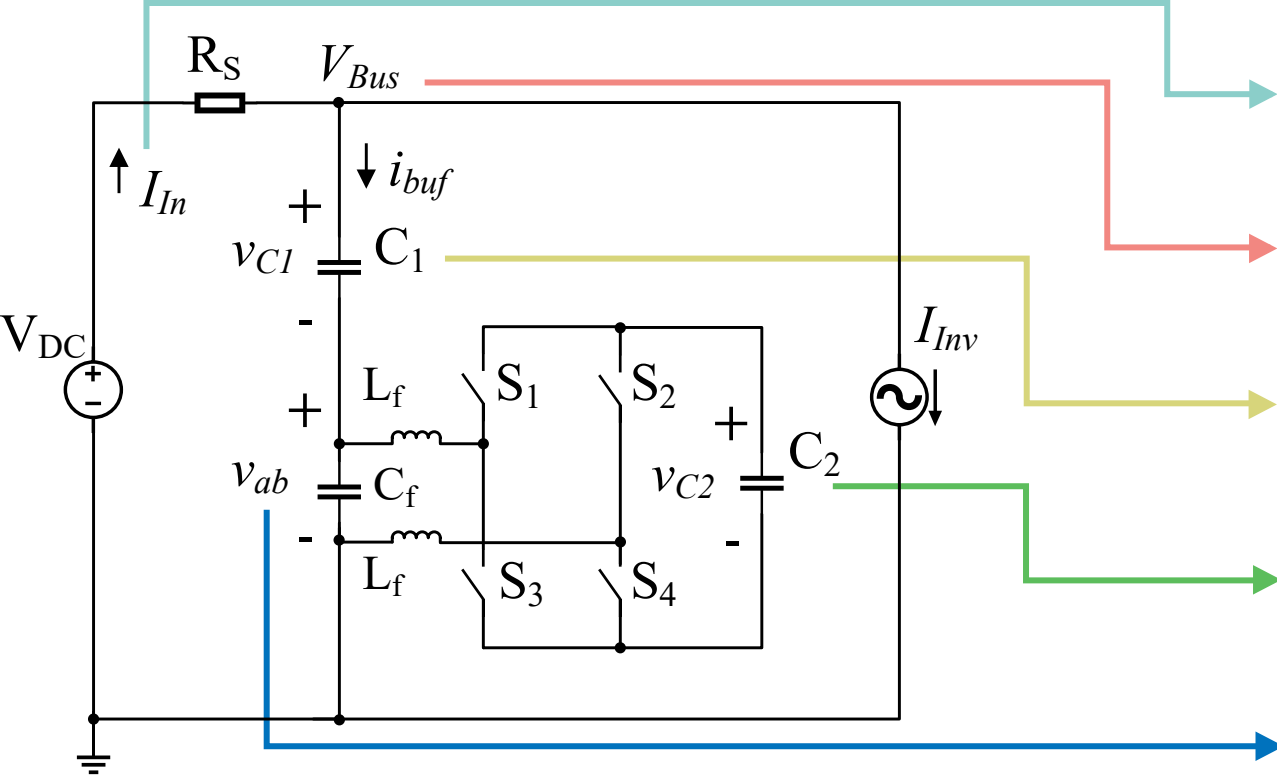 R_S
V_Bus
i_buf
I_In
+
v_C1
C_1
-
V_DC
+
-
I_Inv
L_f
S_1
S_2
+
+
v_ab
C_f
v_C2
C_2
-
-
L_f
S_3
S_4